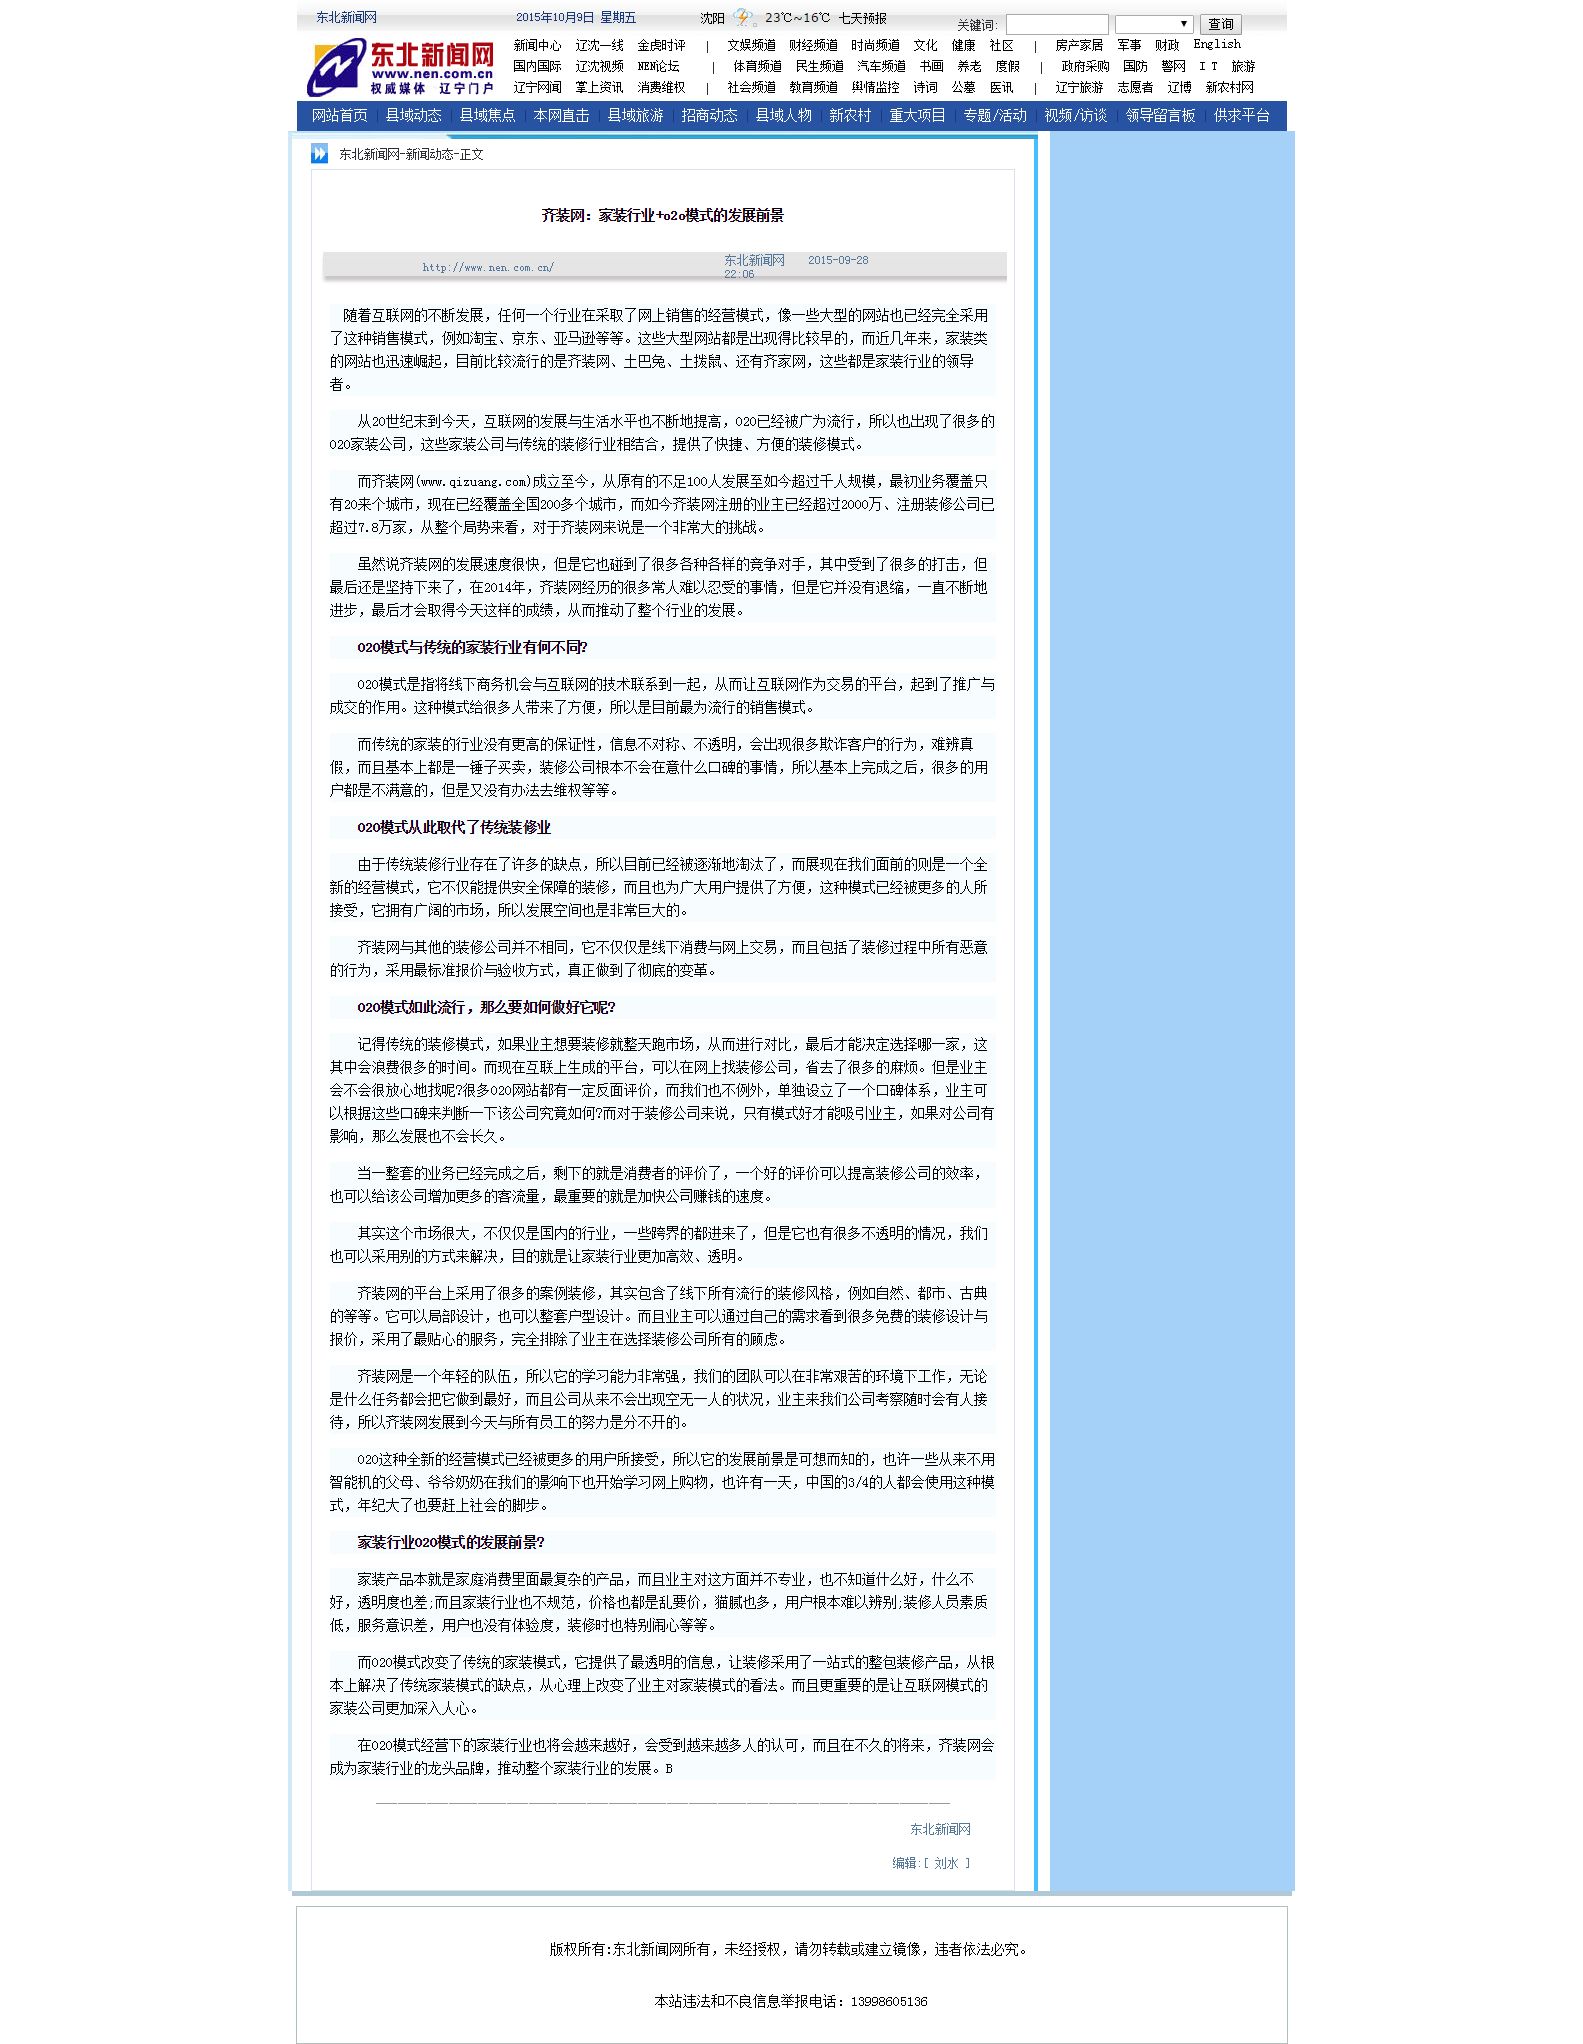 东北新闻网 2015年10月9日 星期五 沈阳 23℃~16℃ 七天预报 关键词: 查询
东北新闻网
www.nen.com.cn
权威媒体 辽宁门户
新闻中心 辽沈一线 金虎时评 | 文娱频道 财经频道 时尚频道 文化 健康 社区 | 房产家居 军事 财政 English
国内国际 辽沈视频 NEN论坛 | 体育频道 民生频道 汽车频道 书画 养老 度假 | 政府采购 国防 警网 I T 旅游
辽宁网闻 掌上资讯 消费维权 | 社会频道 教育频道 舆情监控 诗词 公墓 医讯 | 辽宁旅游 志愿者 辽博 新农村网
网站首页 | 县域动态 | 县域焦点 | 本网直击 | 县域旅游 | 招商动态 | 县域人物 | 新农村 | 重大项目 | 专题/活动 | 视频/访谈 | 领导留言板 | 供求平台
东北新闻网-新闻动态-正文
齐装网：家装行业+o2o模式的发展前景
http://www.nen.com.cn/ 东北新闻网 2015-09-28
22:06
随着互联网的不断发展，任何一个行业在采取了网上销售的经营模式，像一些大型的网站也已经完全采用
了这种销售模式，例如淘宝、京东、亚马逊等等。这些大型网站都是出现得比较早的，而近几年来，家装类
的网站也迅速崛起，目前比较流行的是齐装网、土巴兔、土拨鼠、还有齐家网，这些都是家装行业的领导
者。
从20世纪末到今天，互联网的发展与生活水平也不断地提高，O2O已经被广为流行，所以也出现了很多的
O2O家装公司，这些家装公司与传统的装修行业相结合，提供了快捷、方便的装修模式。
而齐装网(www.qizuang.com)成立至今，从原有的不足100人发展至如今超过千人规模，最初业务覆盖只
有20来个城市，现在已经覆盖全国200多个城市，而如今齐装网注册的业主已经超过2000万、注册装修公司已
超过7.8万家，从整个局势来看，对于齐装网来说是一个非常大的挑战。
虽然说齐装网的发展速度很快，但是它也碰到了很多各种各样的竞争对手，其中受到了很多的打击，但
最后还是坚持下来了，在2014年，齐装网经历的很多常人难以忍受的事情，但是它并没有退缩，一直不断地
进步，最后才会取得今天这样的成绩，从而推动了整个行业的发展。
O2O模式与传统的家装行业有何不同?
O2O模式是指将线下商务机会与互联网的技术联系到一起，从而让互联网作为交易的平台，起到了推广与
成交的作用。这种模式给很多人带来了方便，所以是目前最为流行的销售模式。
而传统的家装的行业没有更高的保证性，信息不对称、不透明，会出现很多欺诈客户的行为，难辨真
假，而且基本上都是一锤子买卖，装修公司根本不会在意什么口碑的事情，所以基本上完成之后，很多的用
户都是不满意的，但是又没有办法去维权等等。
O2O模式从此取代了传统装修业
由于传统装修行业存在了许多的缺点，所以目前已经被逐渐地淘汰了，而展现在我们面前的则是一个全
新的经营模式，它不仅能提供安全保障的装修，而且也为广大用户提供了方便，这种模式已经被更多的人所
接受，它拥有广阔的市场，所以发展空间也是非常巨大的。
齐装网与其他的装修公司并不相同，它不仅仅是线下消费与网上交易，而且包括了装修过程中所有恶意
的行为，采用最标准报价与验收方式，真正做到了彻底的变革。
O2O模式如此流行，那么要如何做好它呢?
记得传统的装修模式，如果业主想要装修就整天跑市场，从而进行对比，最后才能决定选择哪一家，这
其中会浪费很多的时间。而现在互联上生成的平台，可以在网上找装修公司，省去了很多的麻烦。但是业主
会不会很放心地找呢?很多O2O网站都有一定反面评价，而我们也不例外，单独设立了一个口碑体系，业主可
以根据这些口碑来判断一下该公司究竟如何?而对于装修公司来说，只有模式好才能吸引业主，如果对公司有
影响，那么发展也不会长久。
当一整套的业务已经完成之后，剩下的就是消费者的评价了，一个好的评价可以提高装修公司的效率，
也可以给该公司增加更多的客流量，最重要的就是加快公司赚钱的速度。
其实这个市场很大，不仅仅是国内的行业，一些跨界的都进来了，但是它也有很多不透明的情况，我们
也可以采用别的方式来解决，目的就是让家装行业更加高效、透明。
齐装网的平台上采用了很多的案例装修，其实包含了线下所有流行的装修风格，例如自然、都市、古典
的等等。它可以局部设计，也可以整套户型设计。而且业主可以通过自己的需求看到很多免费的装修设计与
报价，采用了最贴心的服务，完全排除了业主在选择装修公司所有的顾虑。
齐装网是一个年轻的队伍，所以它的学习能力非常强，我们的团队可以在非常艰苦的环境下工作，无论
是什么任务都会把它做到最好，而且公司从来不会出现空无一人的状况，业主来我们公司考察随时会有人接
待，所以齐装网发展到今天与所有员工的努力是分不开的。
O2O这种全新的经营模式已经被更多的用户所接受，所以它的发展前景是可想而知的，也许一些从来不用
智能机的父母、爷爷奶奶在我们的影响下也开始学习网上购物，也许有一天，中国的3/4的人都会使用这种模
式，年纪大了也要赶上社会的脚步。
家装行业O2O模式的发展前景?
家装产品本就是家庭消费里面最复杂的产品，而且业主对这方面并不专业，也不知道什么好，什么不
好，透明度也差;而且家装行业也不规范，价格也都是乱要价，猫腻也多，用户根本难以辨别;装修人员素质
低，服务意识差，用户也没有体验度，装修时也特别闹心等等。
而O2O模式改变了传统的家装模式，它提供了最透明的信息，让装修采用了一站式的整包装修产品，从根
本上解决了传统家装模式的缺点，从心理上改变了业主对家装模式的看法。而且更重要的是让互联网模式的
家装公司更加深入人心。
在O2O模式经营下的家装行业也将会越来越好，会受到越来越多人的认可，而且在不久的将来，齐装网会
成为家装行业的龙头品牌，推动整个家装行业的发展。B
东北新闻网
编辑:[ 刘水 ]
版权所有:东北新闻网所有，未经授权，请勿转载或建立镜像，违者依法必究。
本站违法和不良信息举报电话：13998605136